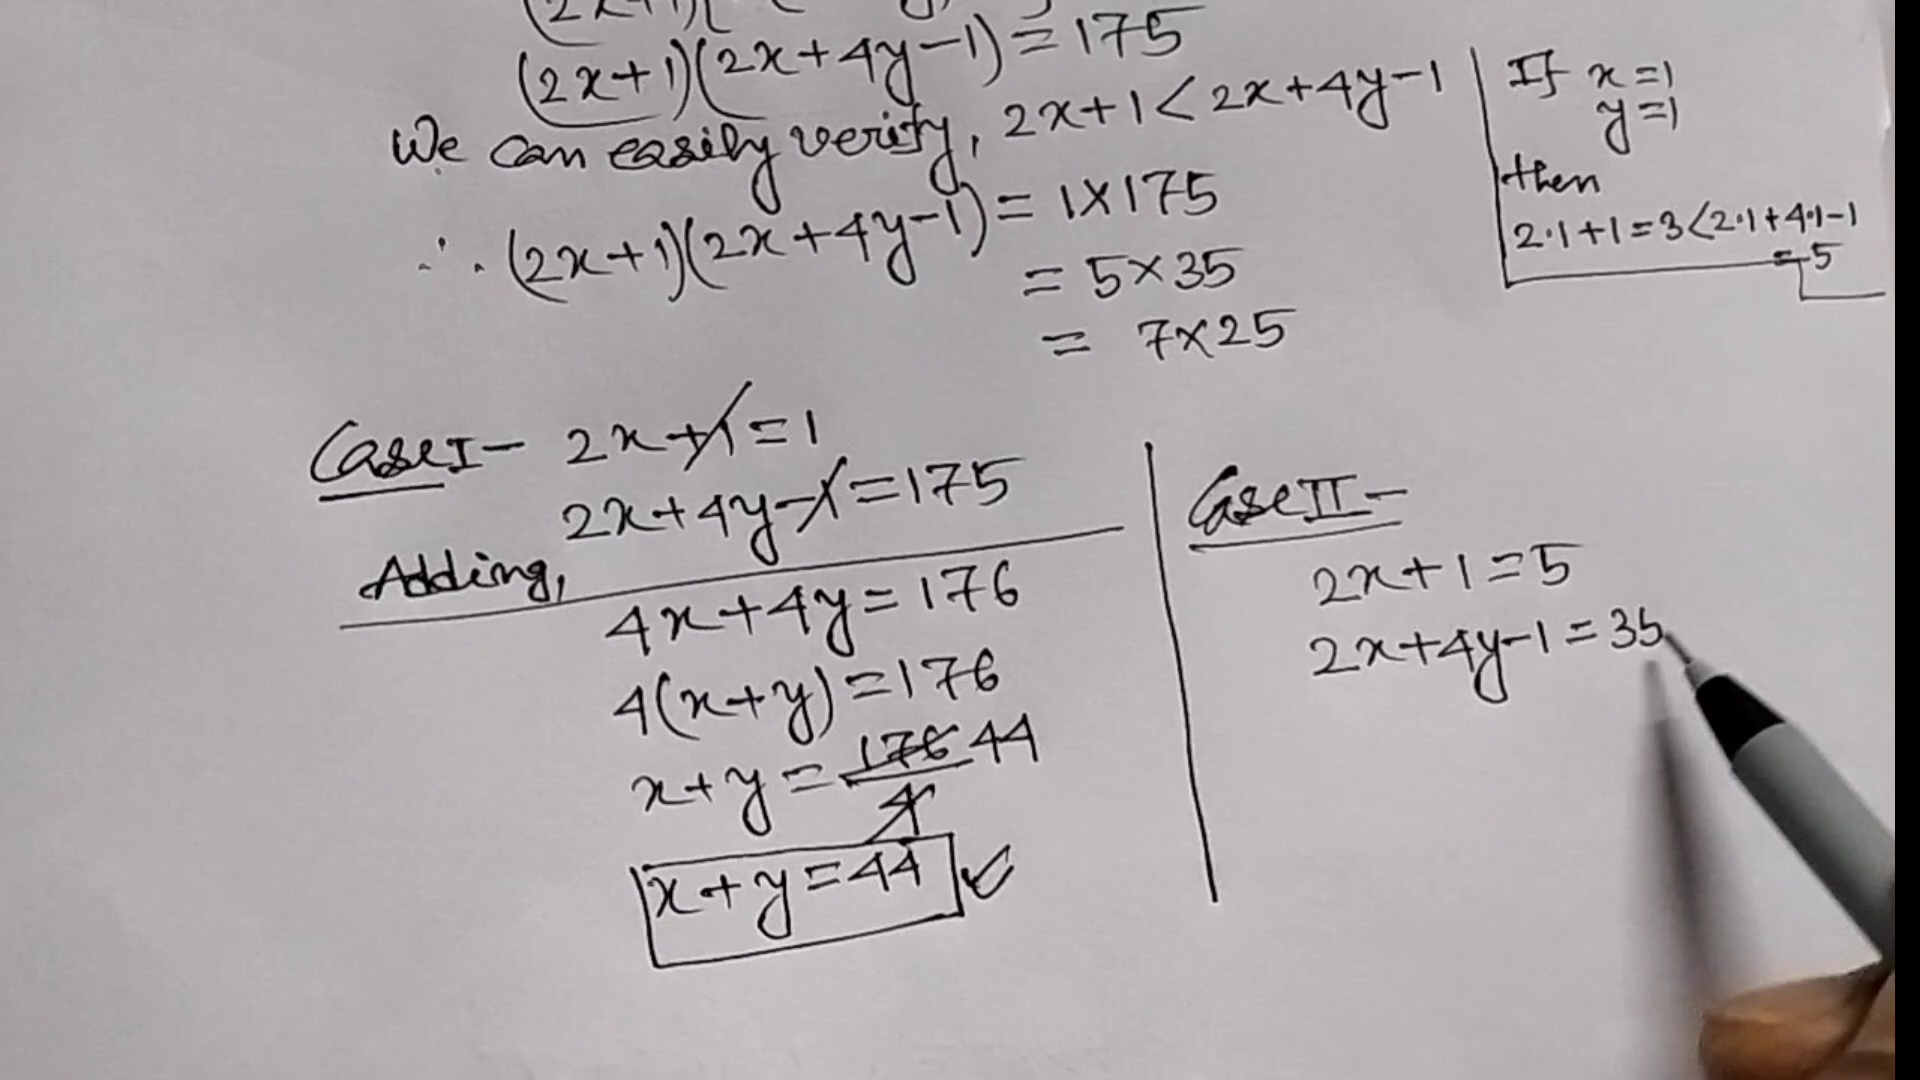 (2x+1)(2x+4y-1)=175
We can easily verify, 2x+1<2x+4y-1
∴ (2x+1)(2x+4y-1)=1×175
=5×35
= 7×25
If x=1
y=1
then
2·1+1=3<2·1+4·1-1
=5
Case I- 2x+1=1
2x+4y-1=175
Adding,
4x+4y=176
4(x+y)=176
x+y=176/4 44
x+y=44 ✓
Case II-
2x+1=5
2x+4y-1=35